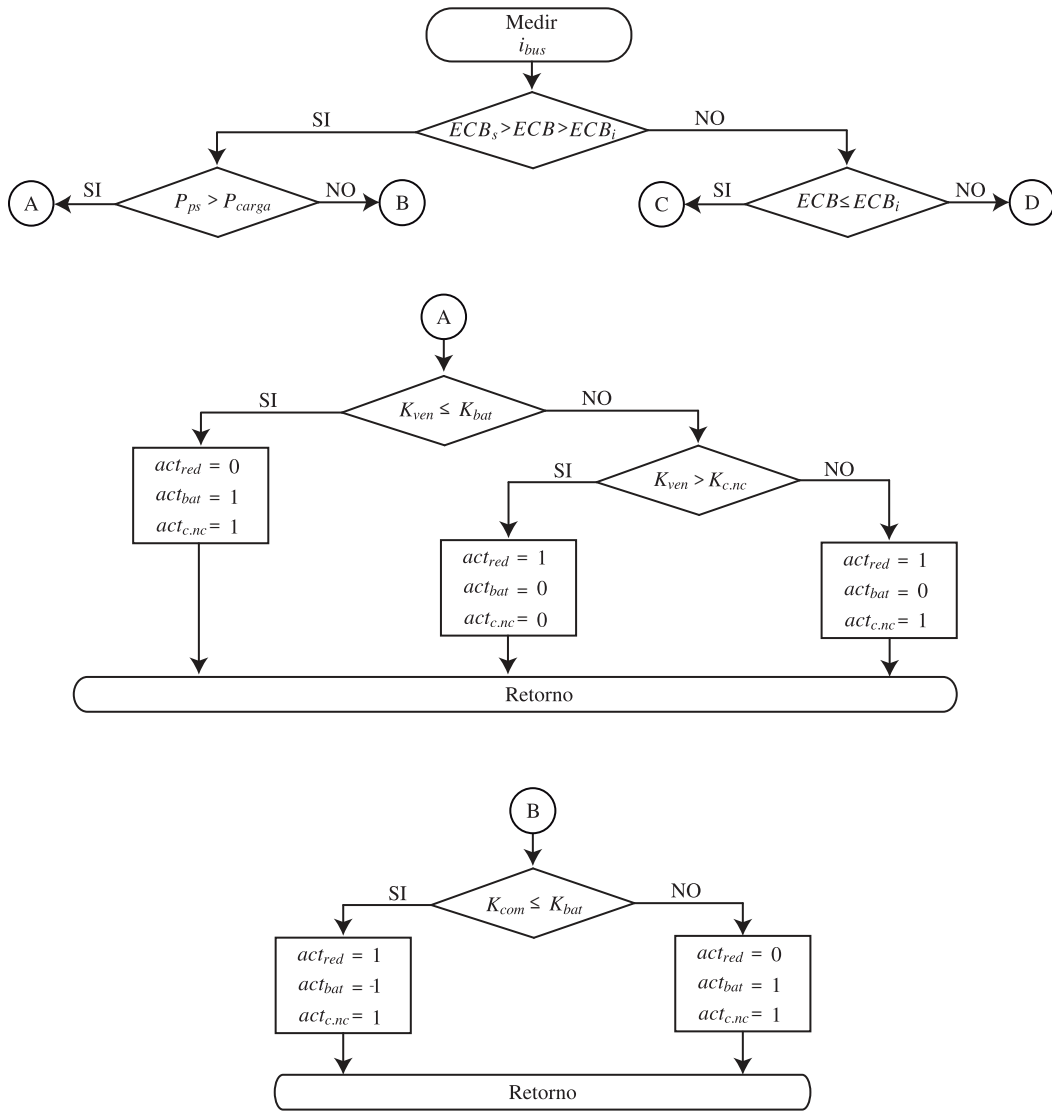 Medir
i_bus
SI
ECB_s > ECB > ECB_i
NO
A
SI
P_ps > P_carga
NO
B
C
SI
ECB ≤ ECB_i
NO
D
A
SI
K_ven ≤ K_bat
NO
act_red = 0
act_bat = 1
act_c.nc = 1
SI
K_ven > K_c.nc
NO
act_red = 1
act_bat = 0
act_c.nc = 0
act_red = 1
act_bat = 0
act_c.nc = 1
Retorno
B
SI
K_com ≤ K_bat
NO
act_red = 1
act_bat = -1
act_c.nc = 1
act_red = 0
act_bat = 1
act_c.nc = 1
Retorno